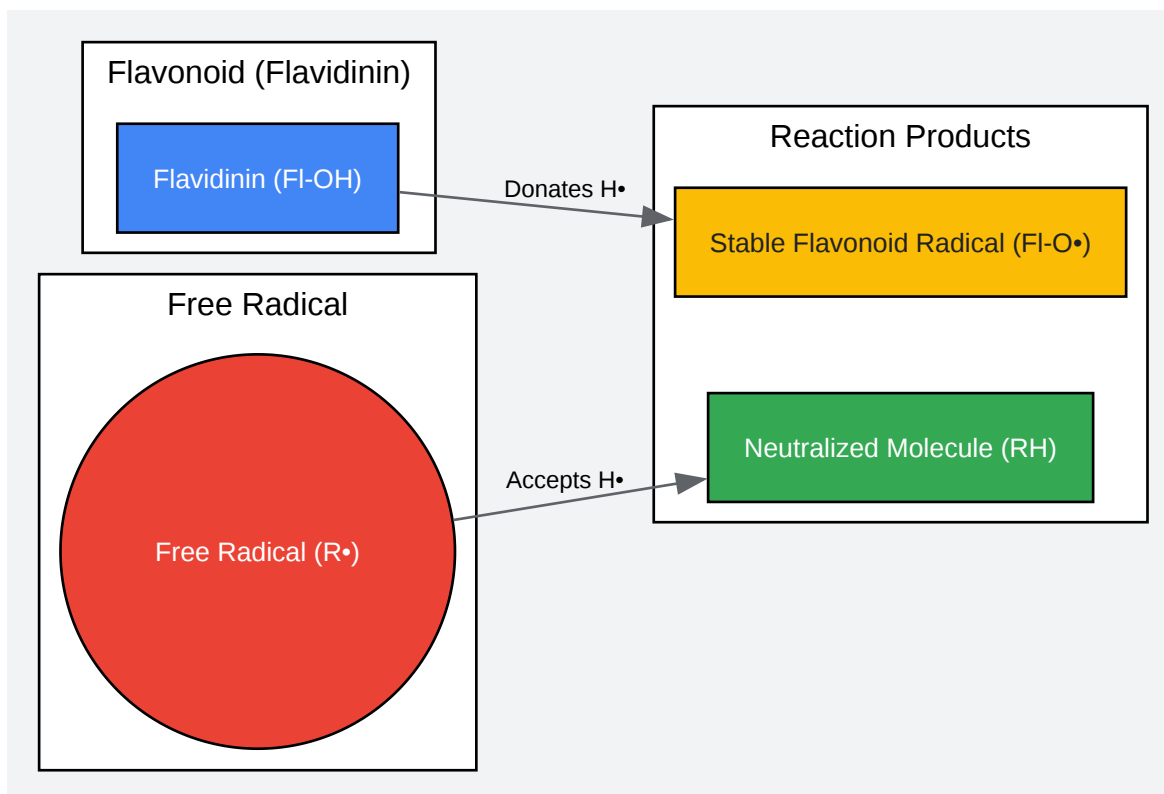 Flavonoid (Flavidinin)
Flavidinin (Fl-OH)
Donates H•
Reaction Products
Stable Flavonoid Radical (Fl-O•)
Free Radical
Free Radical (R•)
Accepts H•
Neutralized Molecule (RH)